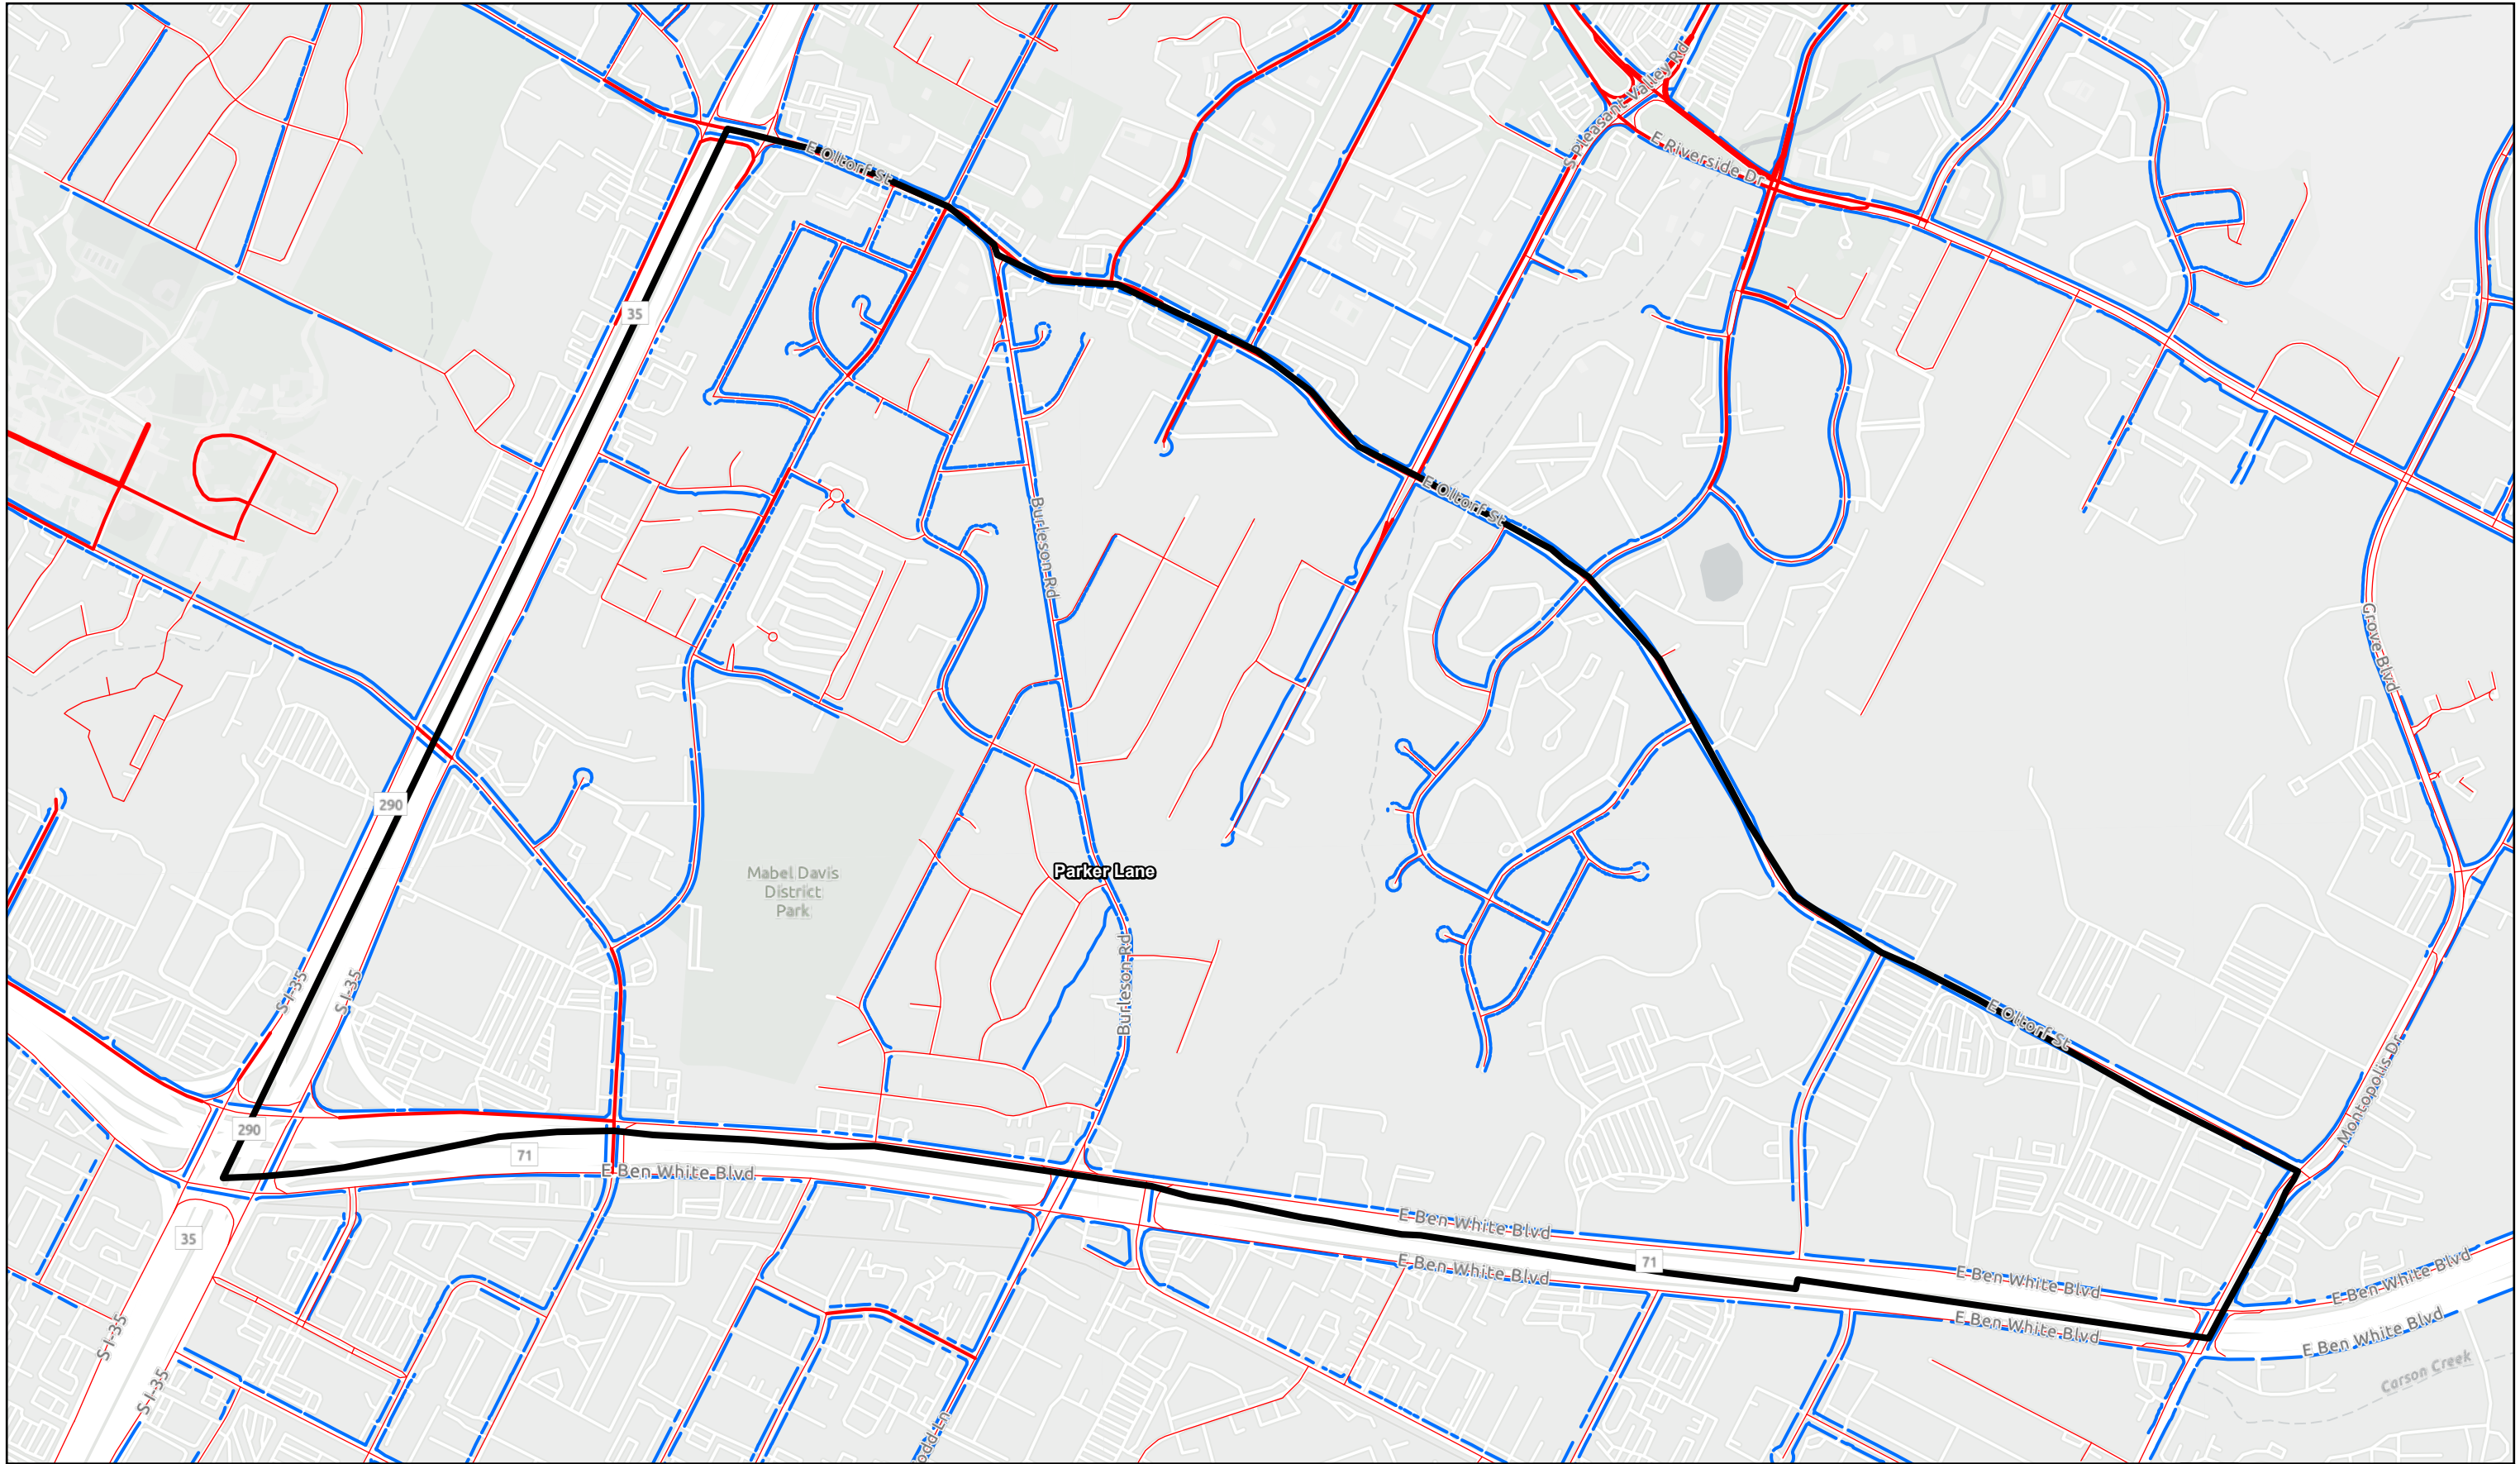 S Pleasant Valley Rd
E Riverside Dr
E Oltorf St
35
E Oltorf St
Burleson Rd
Grove Blvd
290
Mabel Davis
District
Park
Parker Lane
S I-35
S I-35
Burleson Rd
E Oltorf St
Montopolis Dr
290
71
E Ben White Blvd
35
E Ben White Blvd
71
E Ben White Blvd
E Ben White Blvd
E Ben White Blvd
E Ben White Blvd
E Ben White Blvd
S I-35
S I-35
Carson Creek
odd Ln